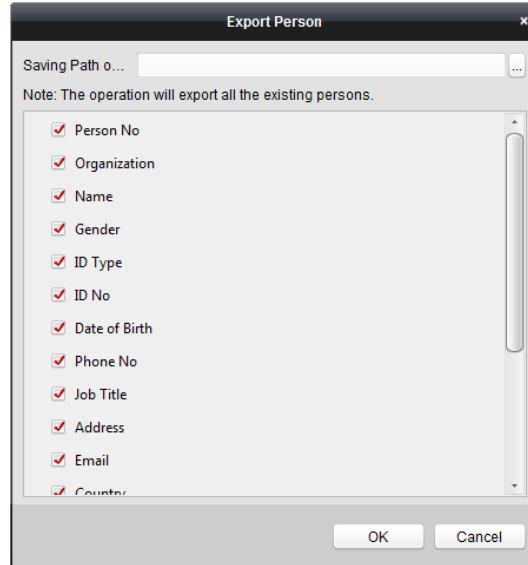 Export Person
Saving Path o... ...
Note: The operation will export all the existing persons.
Person No
Organization
Name
Gender
ID Type
ID No
Date of Birth
Phone No
Job Title
Address
Email
Country
OK Cancel